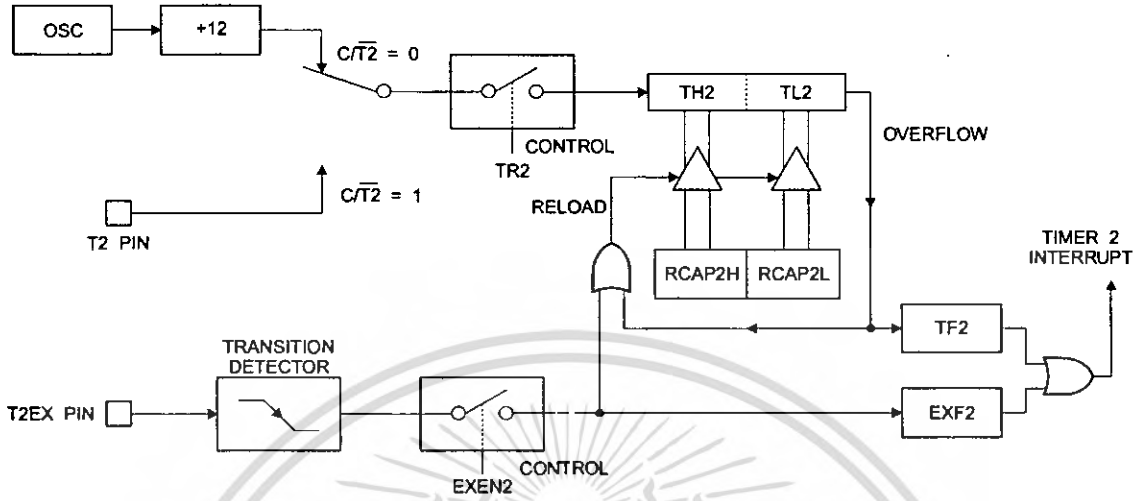 OSC
+12
C/T2 = 0
TH2
TL2
OVERFLOW
CONTROL
TR2
C/T2 = 1
T2 PIN
RELOAD
RCAP2H
RCAP2L
TIMER 2
INTERRUPT
TRANSITION
DETECTOR
TF2
T2EX PIN
EXF2
CONTROL
EXEN2